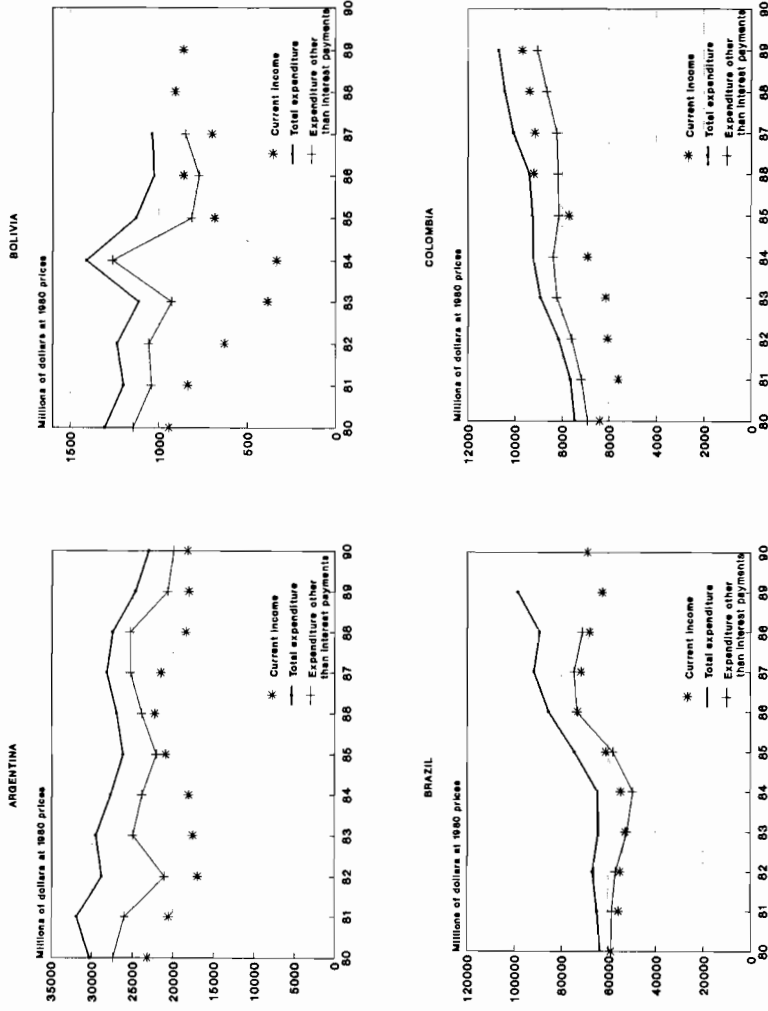 ARGENTINA
Millions of dollars at 1980 prices
35000
30000
25000
20000
15000
10000
5000
0
Current income
Total expenditure
Expenditure other
than interest payments
80 81 82 83 84 85 86 87 88 89 90
BOLIVIA
Millions of dollars at 1980 prices
1500
1000
500
0
Current income
Total expenditure
Expenditure other
than interest payments
80 81 82 83 84 85 86 87 88 89 90
BRAZIL
Millions of dollars at 1980 prices
120000
100000
80000
60000
40000
20000
0
Current income
Total expenditure
Expenditure other
than interest payments
80 81 82 83 84 85 86 87 88 89 90
COLOMBIA
Millions of dollars at 1980 prices
12000
10000
8000
6000
4000
2000
0
Current income
Total expenditure
Expenditure other
than interest payments
80 81 82 83 84 85 86 87 88 89 90